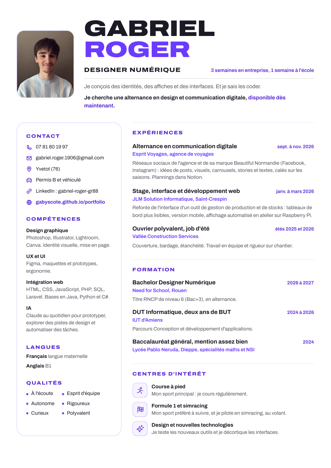 GABRIEL
ROGER
DESIGNER NUMÉRIQUE
3 semaines en entreprise, 1 semaine à l'école
Je conçois des identités, des affiches et des interfaces. Et je sais les coder.
Je cherche une alternance en design et communication digitale, disponible dès
maintenant.
CONTACT
07 81 60 19 97
gabriel.roger.1906@gmail.com
Yvetot (76)
Permis B et véhiculé
LinkedIn : gabriel-roger-gr88
gabyscote.github.io/portfolio
COMPÉTENCES
Design graphique
Photoshop, Illustrator, Lightroom,
Canva. Identité visuelle, mise en page.
UX et UI
Figma, maquettes et prototypes,
ergonomie.
Intégration web
HTML, CSS, JavaScript, PHP, SQL,
Laravel. Bases en Java, Python et C#
IA
Claude au quotidien pour prototyper,
explorer des pistes de design et
automatiser des tâches.
LANGUES
Français langue maternelle
Anglais B1
QUALITÉS
À l'écoute
Esprit d'équipe
Autonome
Rigoureux
Curieux
Polyvalent
EXPÉRIENCES
Alternance en communication digitale
sept. à nov. 2026
Esprit Voyages, agence de voyages
Réseaux sociaux de l'agence et de sa marque Beautiful Normandie (Facebook,
Instagram) : idées de posts, visuels, carrousels, stories et textes, calés sur les
saisons. Plannings dans Notion.
Stage, interface et développement web
janv. à mars 2026
JLM Solution Informatique, Saint-Crespin
Refonte de l'interface d'un outil de gestion de production et de stocks : tableaux de
bord plus lisibles, version mobile, affichage automatisé en atelier sur Raspberry Pi.
Ouvrier polyvalent, job d'été
étés 2025 et 2026
Vallée Construction Services
Couverture, bardage, étanchéité. Travail en équipe et rigueur sur chantier.
FORMATION
Bachelor Designer Numérique
2026 à 2027
Need for School, Rouen
Titre RNCP de niveau 6 (Bac+3), en alternance.
DUT Informatique, deux ans de BUT
2024 à 2026
IUT d'Amiens
Parcours Conception et développement d'applications.
Baccalauréat général, mention assez bien
2024
Lycée Pablo Neruda, Dieppe, spécialités maths et NSI
CENTRES D'INTÉRÊT
Course à pied
Mon sport principal : je cours régulièrement.
Formule 1 et simracing
Mon sport préféré à suivre, et je pilote en simracing, au volant.
Design et nouvelles technologies
Je teste les nouveaux outils et je décortique les interfaces.